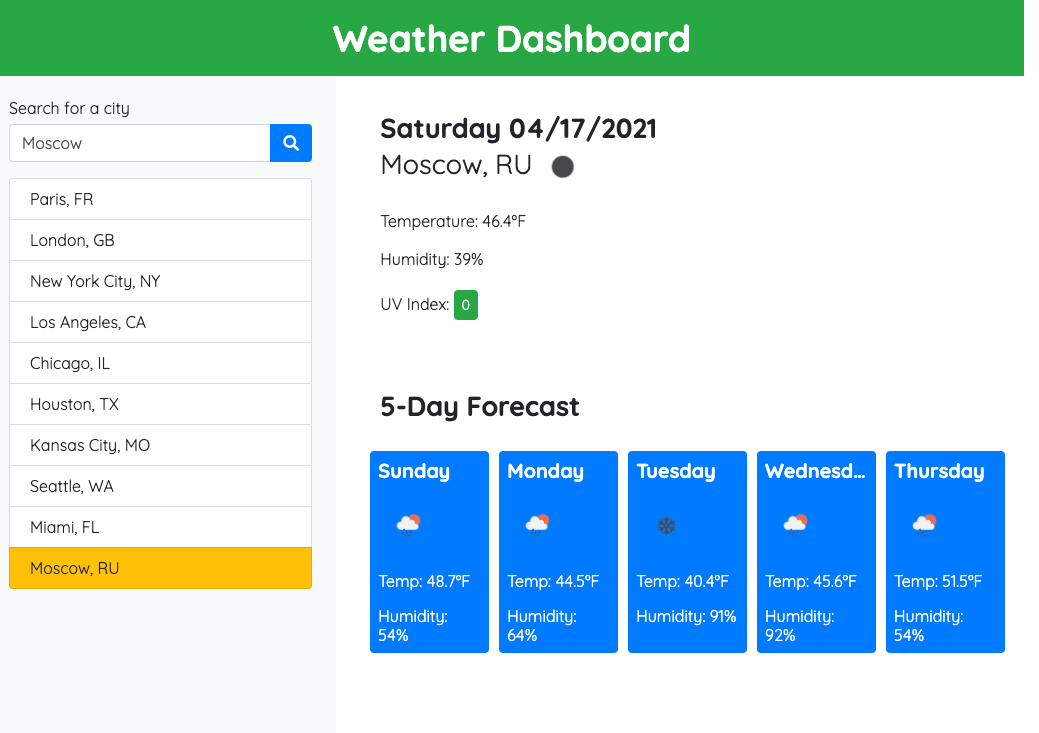 Weather Dashboard
Search for a city
Moscow
Paris, FR
London, GB
New York City, NY
Los Angeles, CA
Chicago, IL
Houston, TX
Kansas City, MO
Seattle, WA
Miami, FL
Moscow, RU
Saturday 04/17/2021
Moscow, RU
Temperature: 46.4°F
Humidity: 39%
UV Index: 0
5-Day Forecast
Sunday
Temp: 48.7°F
Humidity:
54%
Monday
Temp: 44.5°F
Humidity:
64%
Tuesday
Temp: 40.4°F
Humidity: 91%
Wednesd...
Temp: 45.6°F
Humidity:
92%
Thursday
Temp: 51.5°F
Humidity:
54%